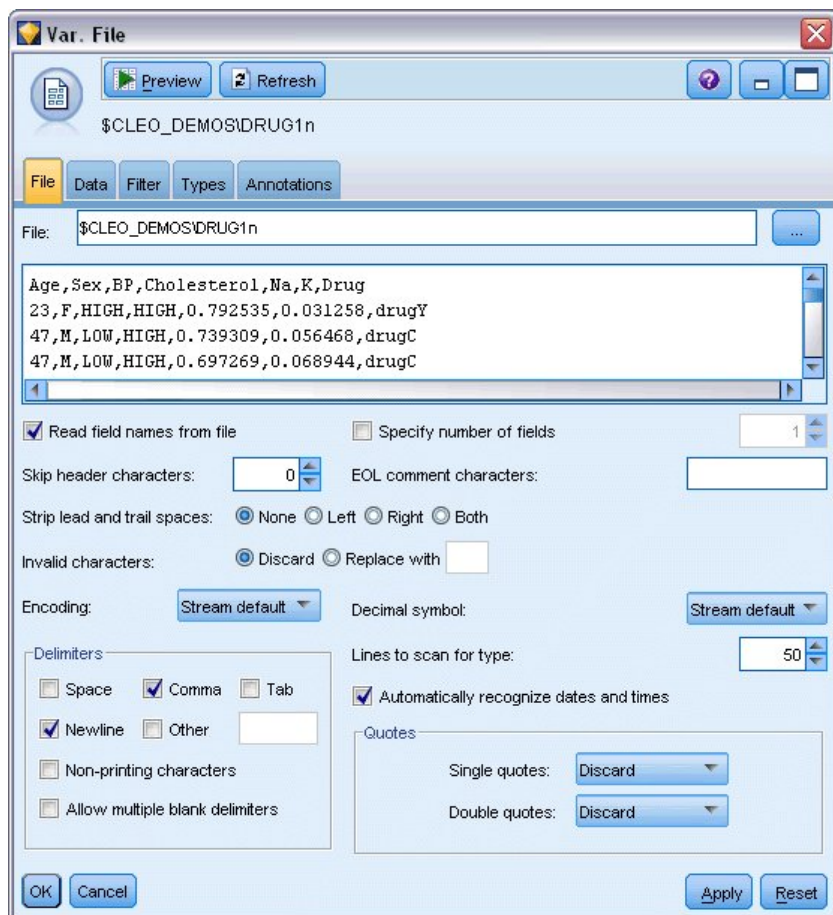 Var. File
Preview Refresh
$CLEO_DEMOS\DRUG1n
File Data Filter Types Annotations
File: $CLEO_DEMOS\DRUG1n ...
Age,Sex,BP,Cholesterol,Na,K,Drug
23,F,HIGH,HIGH,0.792535,0.031258,drugY
47,M,LOW,HIGH,0.739309,0.056468,drugC
47,M,LOW,HIGH,0.697269,0.068944,drugC
Read field names from file Specify number of fields 1
Skip header characters: 0 EOL comment characters:
Strip lead and trail spaces: None Left Right Both
Invalid characters: Discard Replace with
Encoding: Stream default Decimal symbol: Stream default
Delimiters Lines to scan for type: 50
Space Comma Tab Automatically recognize dates and times
Newline Other Quotes
Non-printing characters Single quotes: Discard
Allow multiple blank delimiters Double quotes: Discard
OK Cancel Apply Reset